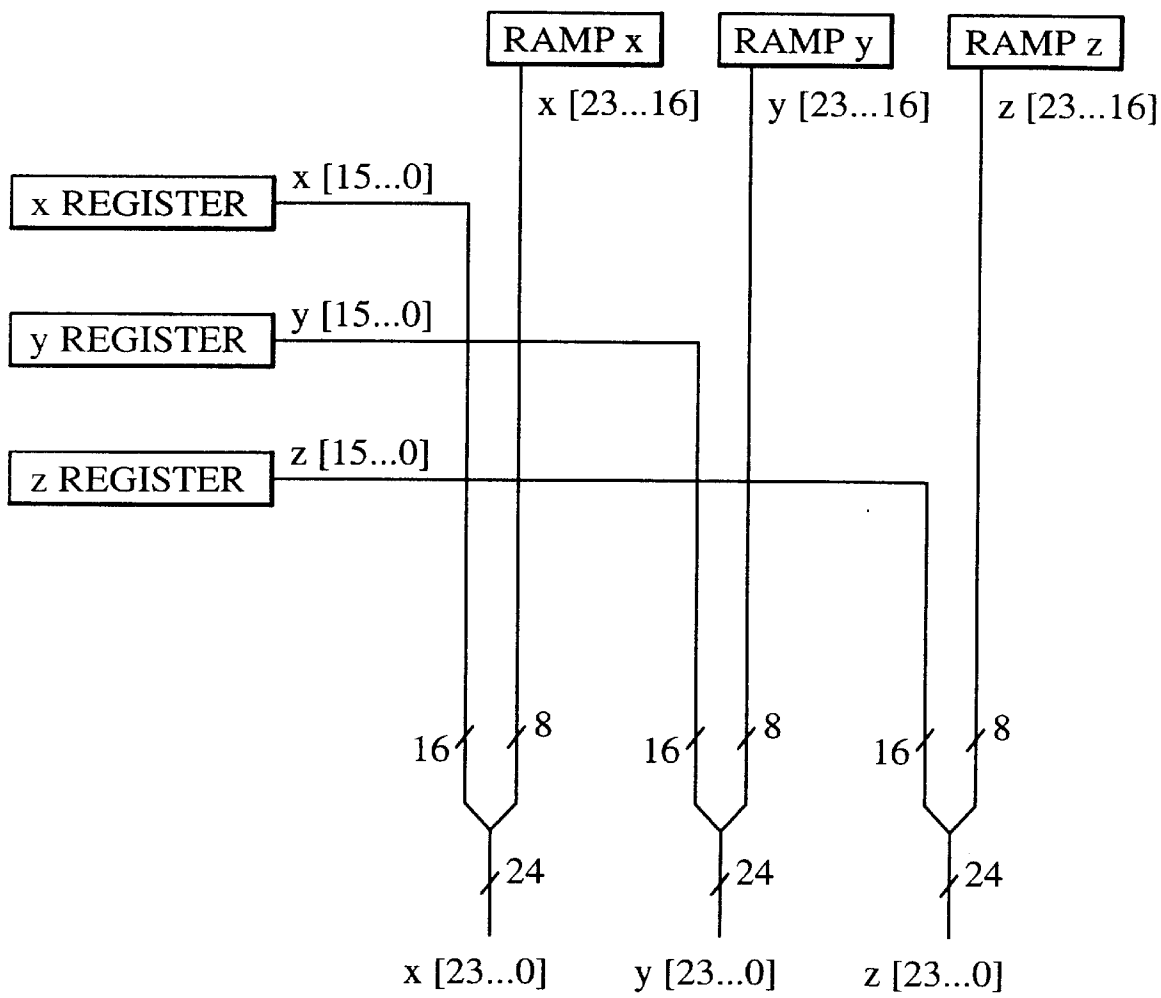 RAMP x RAMP y RAMP z
x [23...16] y [23...16] z [23...16]
x [15...0]
x REGISTER
y [15...0]
y REGISTER
z [15...0]
z REGISTER
16 8 16 8 16 8
24 24 24
x [23...0] y [23...0] z [23...0]